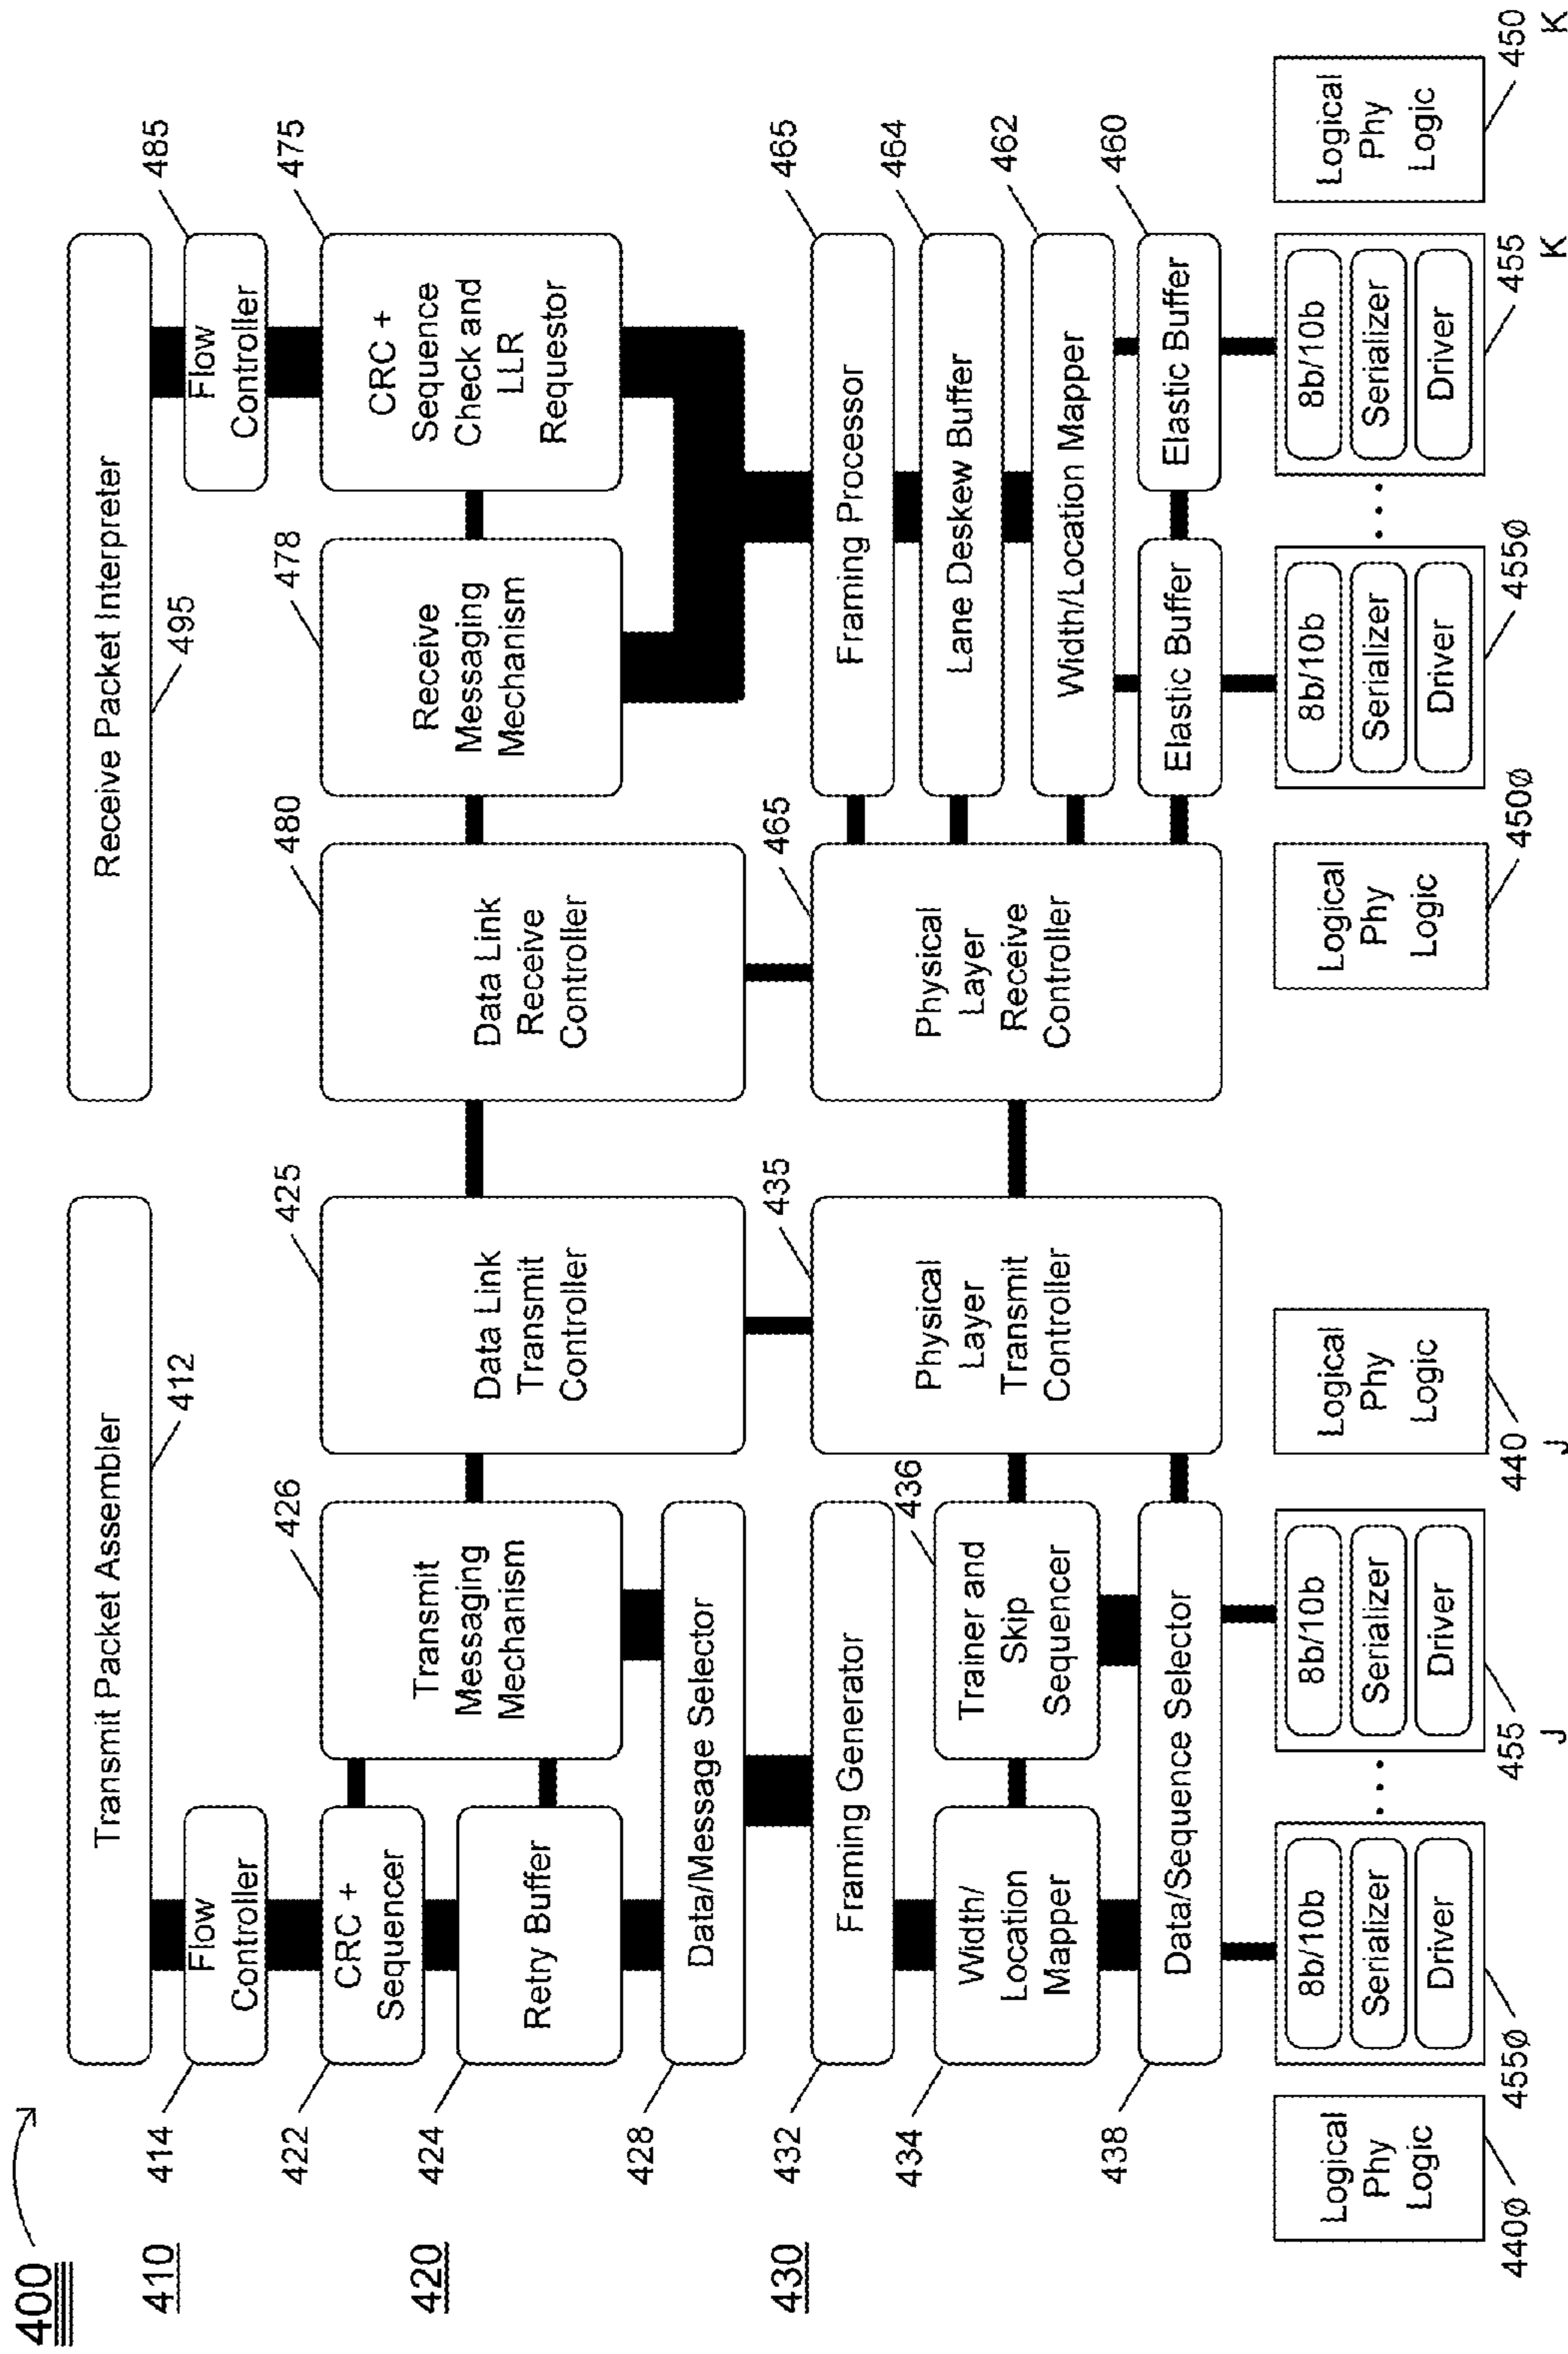 400
410
Transmit Packet Assembler
412
Receive Packet Interpreter
495
414
Flow
Controller
Flow
Controller
485
420
422
CRC +
Sequencer
424
Retry Buffer
426
Transmit
Messaging
Mechanism
428
Data/Message Selector
425
Data Link
Transmit
Controller
480
Data Link
Receive
Controller
478
Receive
Messaging
Mechanism
475
CRC +
Sequence
Check and
LLR
Requestor
430
432
Framing Generator
434
Width/
Location
Mapper
436
Trainer and
Skip
Sequencer
438
Data/Sequence Selector
435
Physical
Layer
Transmit
Controller
465
Physical
Layer
Receive
Controller
Framing Processor
465
Lane Deskew Buffer
464
Width/Location Mapper
462
Elastic Buffer
Elastic Buffer
460
Logical
Phy
Logic
440Ø
8b/10b
Serializer
Driver
455Ø
8b/10b
Serializer
Driver
455
J
Logical
Phy
Logic
440
J
Logical
Phy
Logic
450Ø
8b/10b
Serializer
Driver
455Ø
8b/10b
Serializer
Driver
455
K
Logical
Phy
Logic
450
K